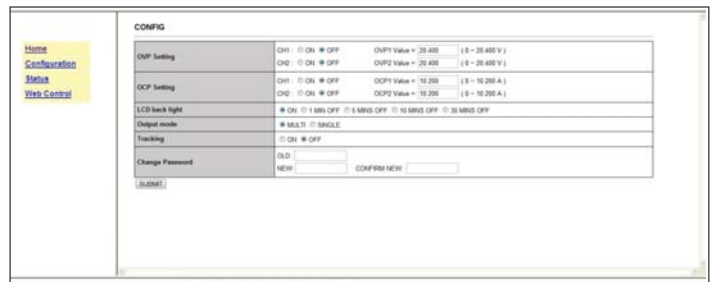 CONFIG
Home
Configuration
Status
Web Control
OVP Setting
CH1 : ON OFF OVP1 Value = 20.400 ( 0 ~ 20.400 V )
CH2 : ON OFF OVP2 Value = 20.400 ( 0 ~ 20.400 V )
OCP Setting
CH1 : ON OFF OCP1 Value = 10.200 ( 0 ~ 10.200 A )
CH2 : ON OFF OCP2 Value = 10.200 ( 0 ~ 10.200 A )
LCD back light
ON 1 MIN OFF 5 MINS OFF 10 MINS OFF 30 MINS OFF
Output mode
MULTI SINGLE
Tracking
ON OFF
Change Password
OLD :
NEW : CONFIRM NEW :
SUBMIT